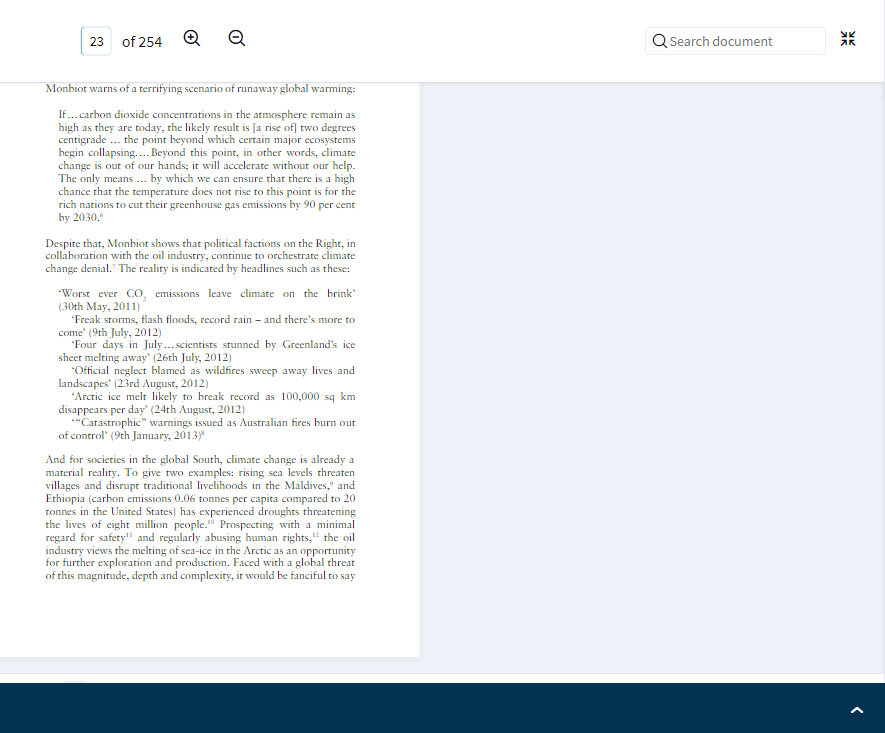 23 of 254
Search document
Monbiot warns of a terrifying scenario of runaway global warming:
If…carbon dioxide concentrations in the atmosphere remain as
high as they are today, the likely result is [a rise of] two degrees
centigrade … the point beyond which certain major ecosystems
begin collapsing.… Beyond this point, in other words, climate
change is out of our hands; it will accelerate without our help.
The only means … by which we can ensure that there is a high
chance that the temperature does not rise to this point is for the
rich nations to cut their greenhouse gas emissions by 90 per cent
by 2030.⁶
Despite that, Monbiot shows that political factions on the Right, in
collaboration with the oil industry, continue to orchestrate climate
change denial.⁷ The reality is indicated by headlines such as these:
‘Worst ever CO₂ emissions leave climate on the brink’
(30th May, 2011)
‘Freak storms, flash floods, record rain – and there’s more to
come’ (9th July, 2012)
‘Four days in July…scientists stunned by Greenland’s ice
sheet melting away’ (26th July, 2012)
‘Official neglect blamed as wildfires sweep away lives and
landscapes’ (23rd August, 2012)
‘Arctic ice melt likely to break record as 100,000 sq km
disappears per day’ (24th August, 2012)
‘“Catastrophic” warnings issued as Australian fires burn out
of control’ (9th January, 2013)⁸
And for societies in the global South, climate change is already a
material reality. To give two examples: rising sea levels threaten
villages and disrupt traditional livelihoods in the Maldives,⁹ and
Ethiopia (carbon emissions 0.06 tonnes per capita compared to 20
tonnes in the United States) has experienced droughts threatening
the lives of eight million people.¹⁰ Prospecting with a minimal
regard for safety¹¹ and regularly abusing human rights,¹² the oil
industry views the melting of sea-ice in the Arctic as an opportunity
for further exploration and production. Faced with a global threat
of this magnitude, depth and complexity, it would be fanciful to say